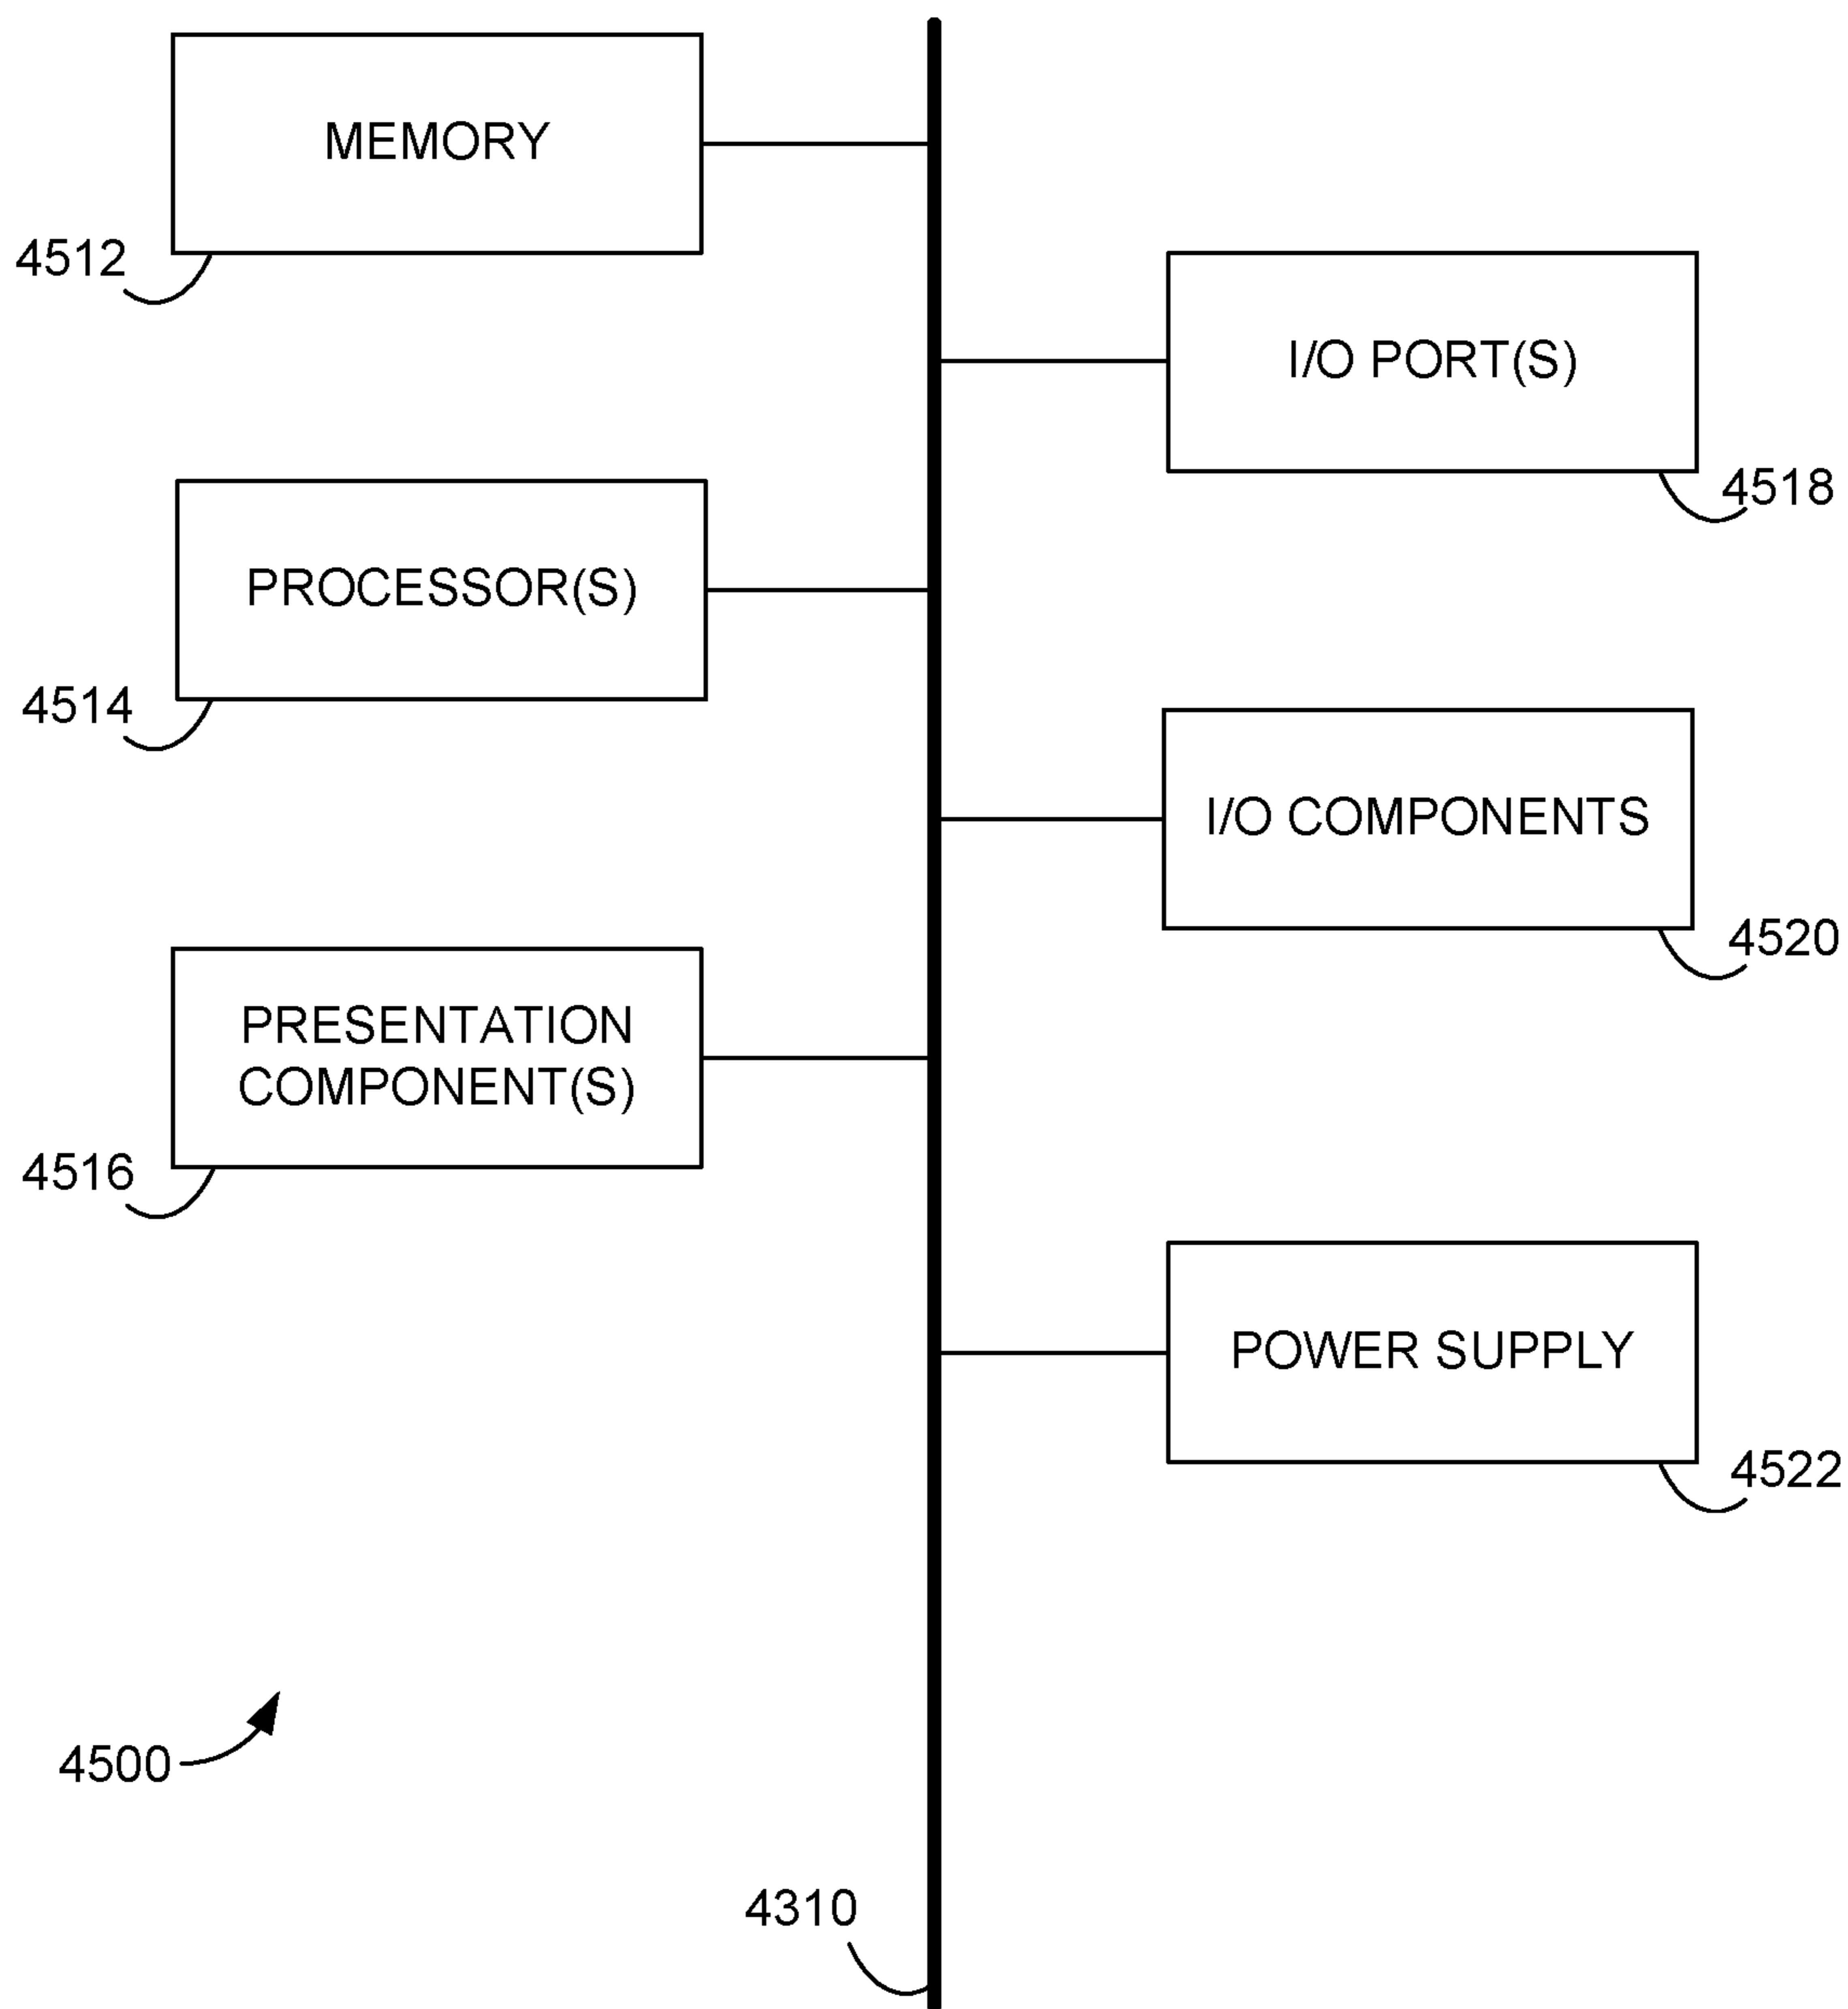 MEMORY
4512
I/O PORT(S)
4518
PROCESSOR(S)
4514
I/O COMPONENTS
4520
PRESENTATION
COMPONENT(S)
4516
POWER SUPPLY
4522
4500
4310